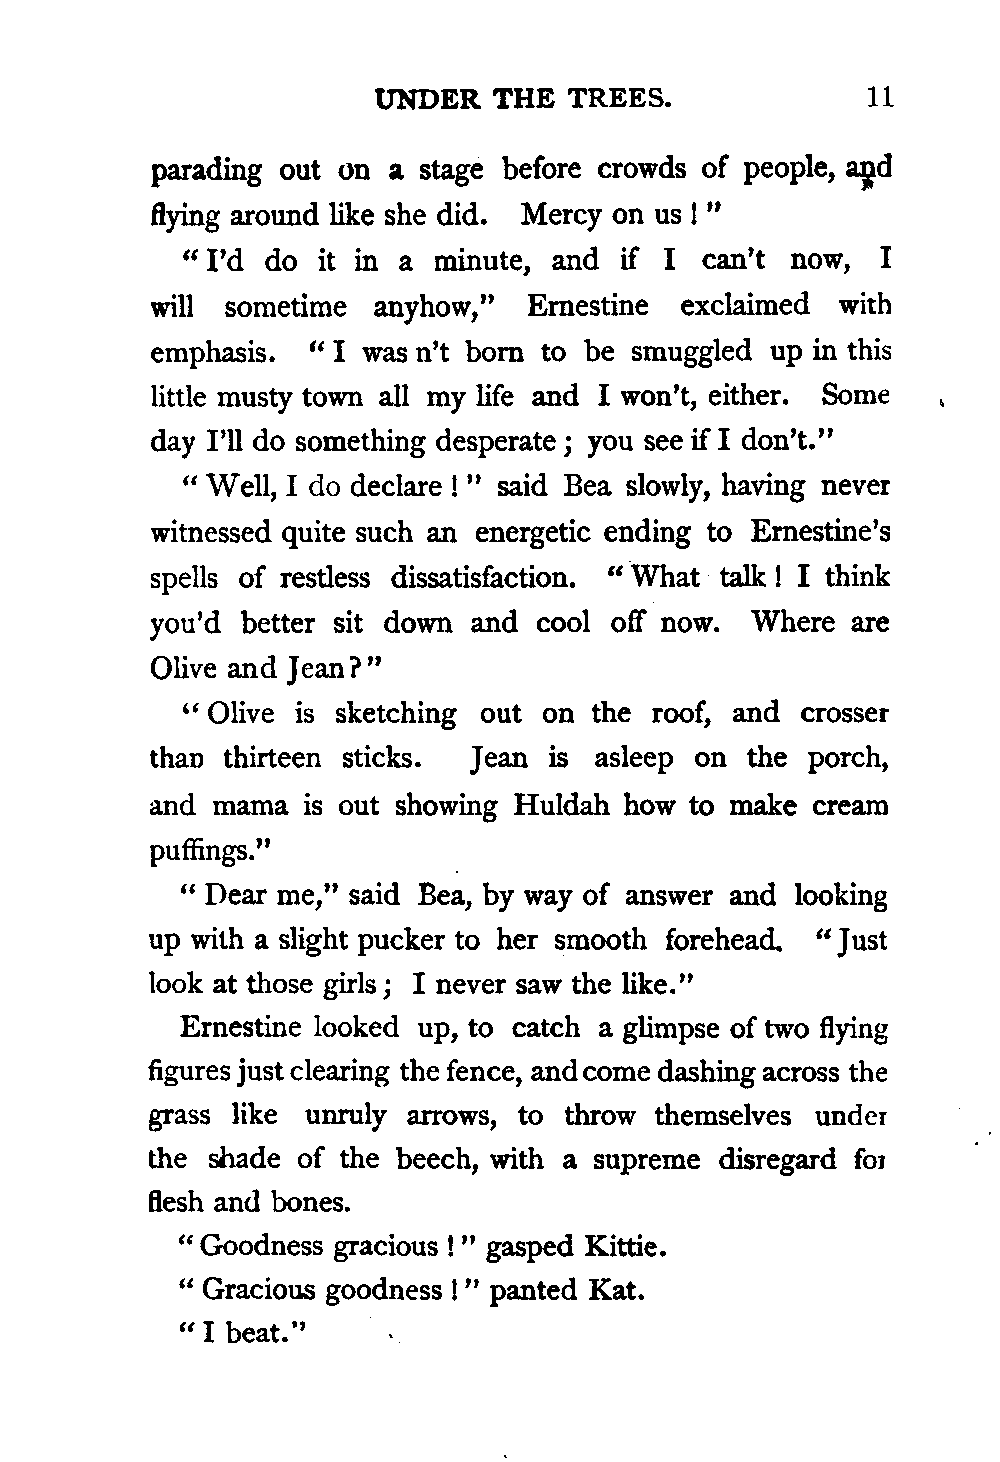 UNDER THE TREES. 11
parading out on a stage before crowds of people, and
flying around like she did. Mercy on us ! "
" I'd do it in a minute, and if I can't now, I
will sometime anyhow," Ernestine exclaimed with
emphasis. " I was n't born to be smuggled up in this
little musty town all my life and I won't, either. Some
day I'll do something desperate ; you see if I don't."
" Well, I do declare ! " said Bea slowly, having never
witnessed quite such an energetic ending to Ernestine's
spells of restless dissatisfaction. " What talk ! I think
you'd better sit down and cool off now. Where are
Olive and Jean ? "
" Olive is sketching out on the roof, and crosser
than thirteen sticks. Jean is asleep on the porch,
and mama is out showing Huldah how to make cream
puffings."
" Dear me," said Bea, by way of answer and looking
up with a slight pucker to her smooth forehead. " Just
look at those girls ; I never saw the like."
Ernestine looked up, to catch a glimpse of two flying
figures just clearing the fence, and come dashing across the
grass like unruly arrows, to throw themselves under
the shade of the beech, with a supreme disregard for
flesh and bones.
" Goodness gracious ! " gasped Kittie.
" Gracious goodness ! " panted Kat.
" I beat."